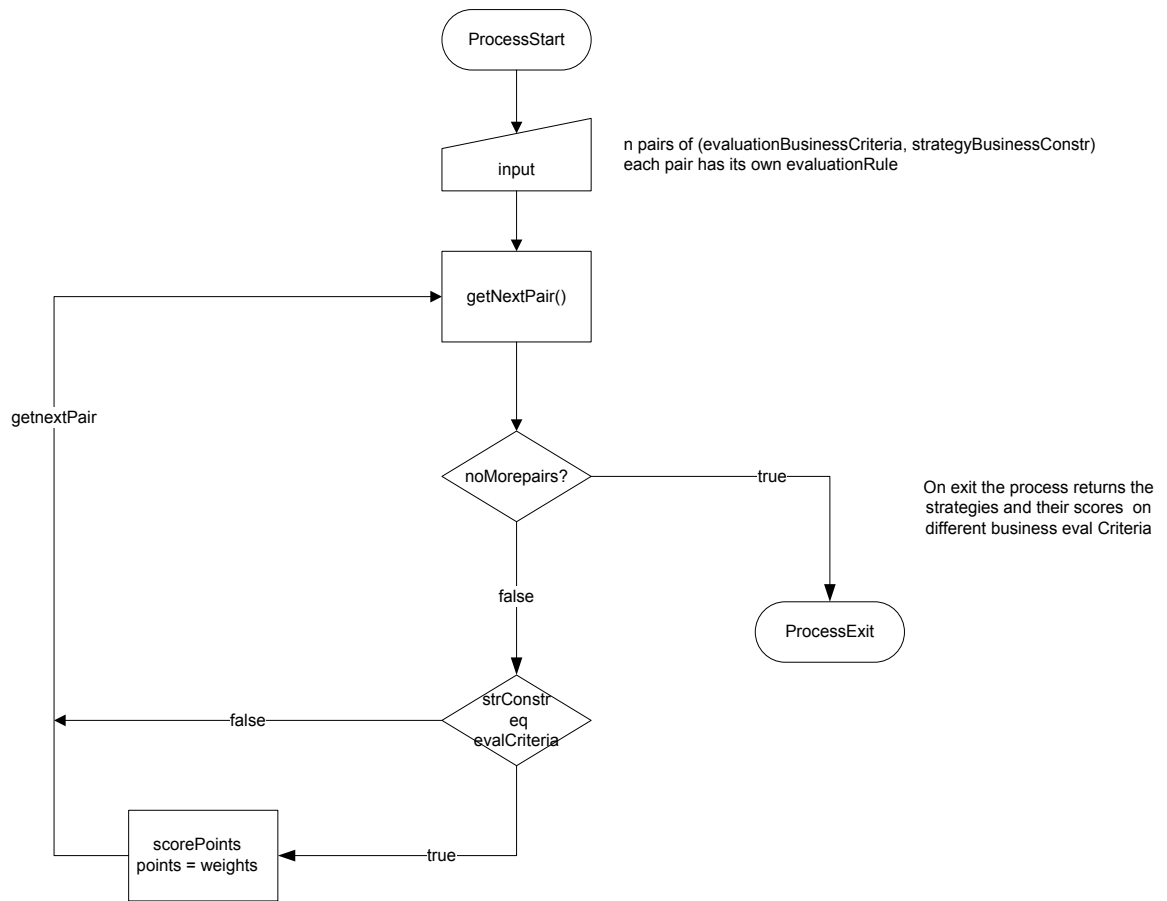 ProcessStart
input
n pairs of (evaluationBusinessCriteria, strategyBusinessConstr)
each pair has its own evaluationRule
getNextPair()
getnextPair
noMorepairs?
true
On exit the process returns the
strategies and their scores on
different business eval Criteria
false
ProcessExit
strConstr
eq
evalCriteria
false
scorePoints
points = weights
true